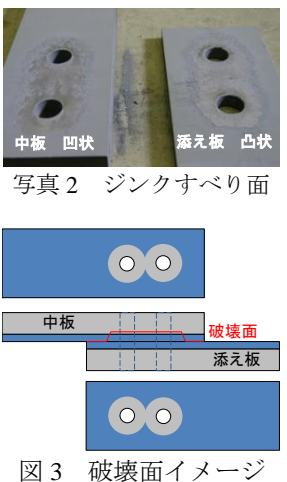 中板 凹状
添え板 凸状
写真 2 ジンクすべり面
中板
破壊面
添え板
図 3 破壊面イメージ